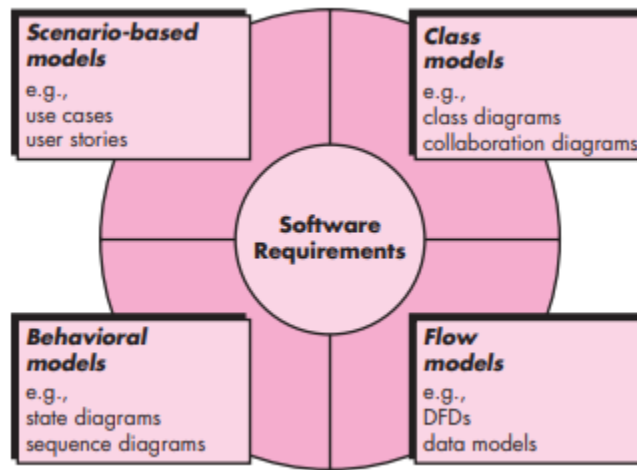 Scenario-based
models
e.g.,
use cases
user stories
Class
models
e.g.,
class diagrams
collaboration diagrams
Software
Requirements
Behavioral
models
e.g.,
state diagrams
sequence diagrams
Flow
models
e.g.,
DFDs
data models